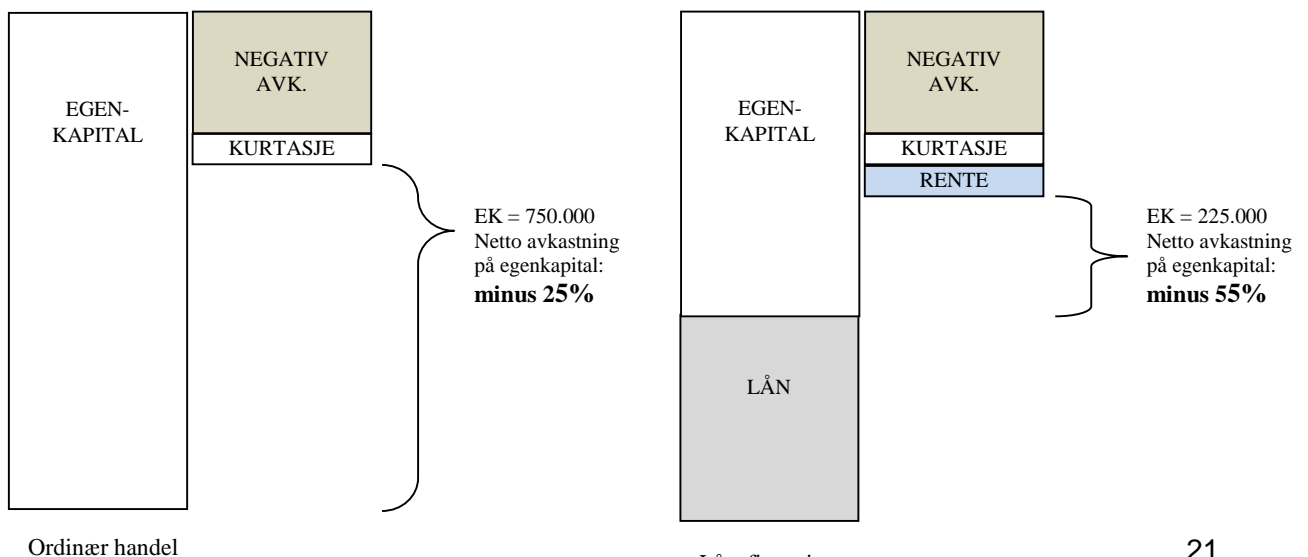 EGEN-
KAPITAL
NEGATIV
AVK.
KURTASJE
EK = 750.000
Netto avkastning
på egenkapital:
minus 25%
Ordinær handel
EGEN-
KAPITAL
LÅN
NEGATIV
AVK.
KURTASJE
RENTE
EK = 225.000
Netto avkastning
på egenkapital:
minus 55%
21